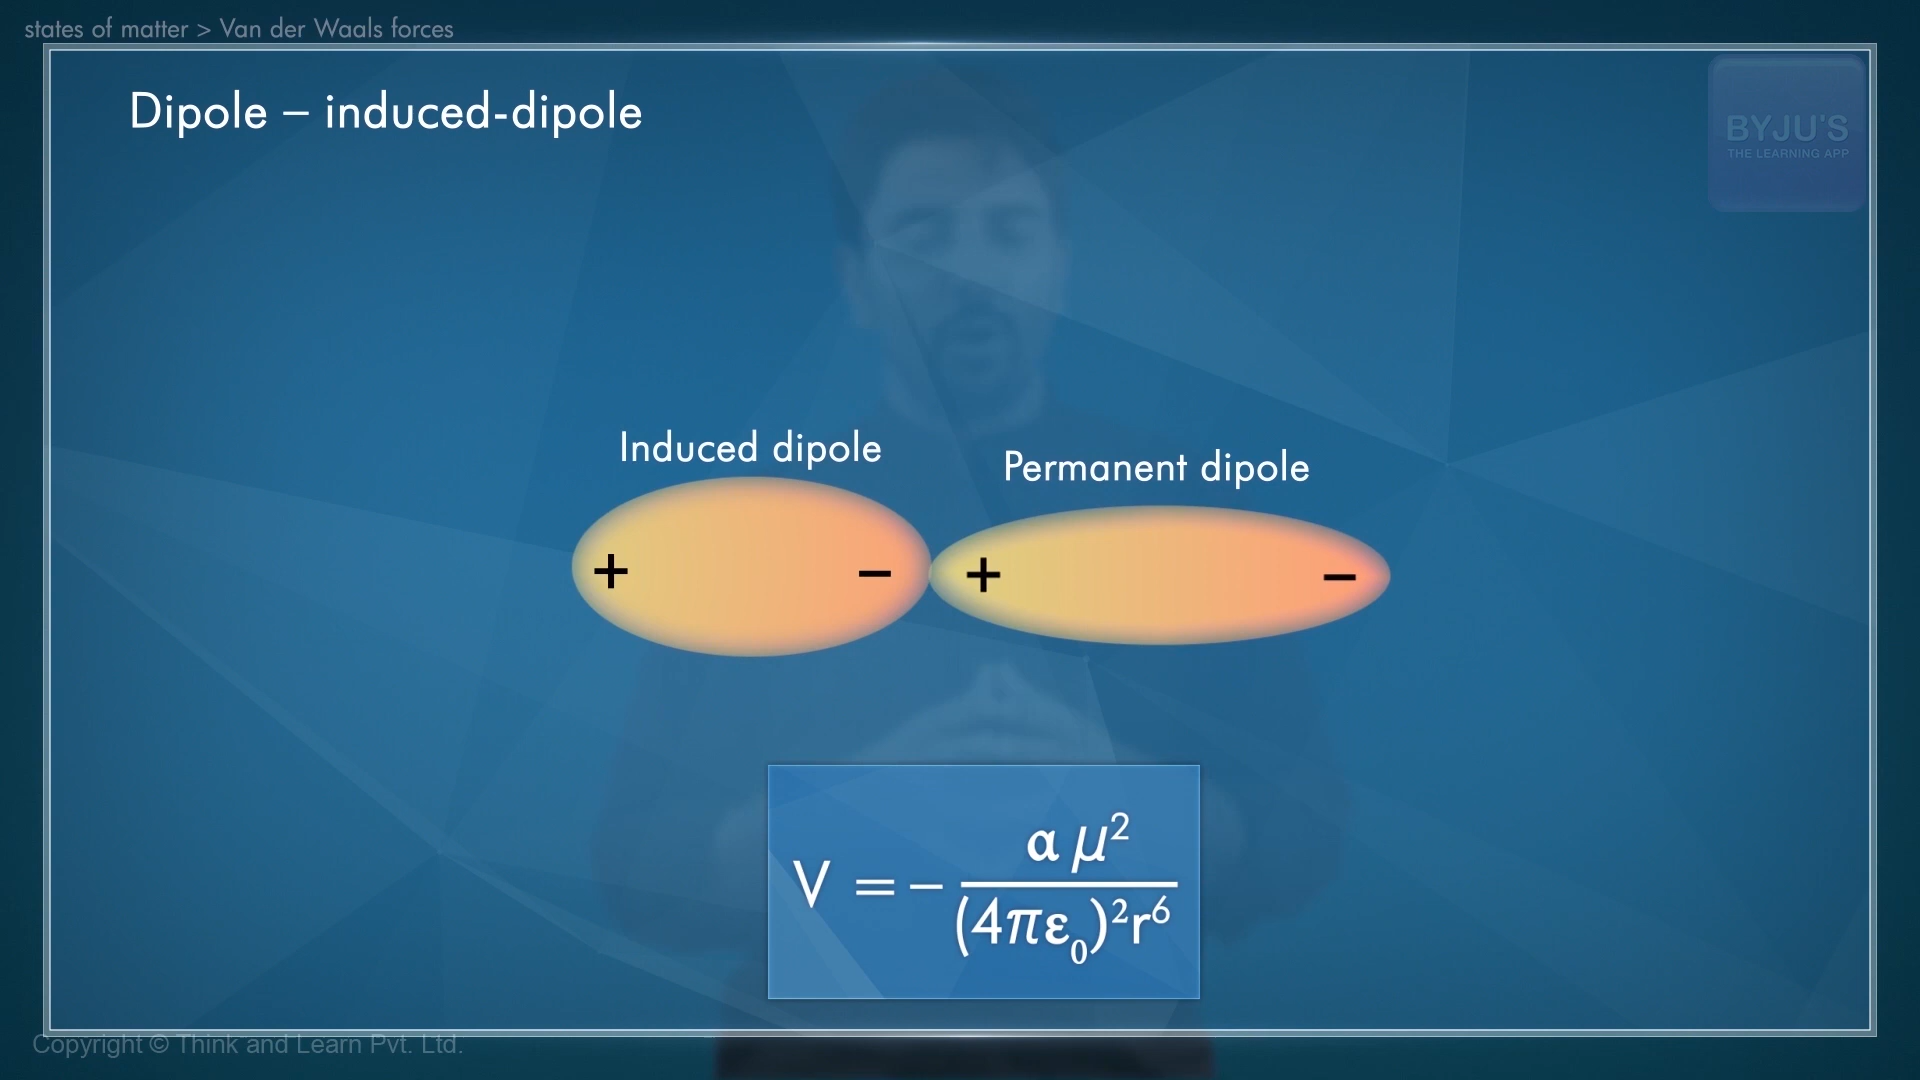 states of matter > Van der Waals forces
BYJU'S
THE LEARNING APP
Dipole – induced-dipole
Induced dipole
Permanent dipole
+ – + –
V = – α μ² / (4πε₀)²r⁶
Copyright © Think and Learn Pvt. Ltd.